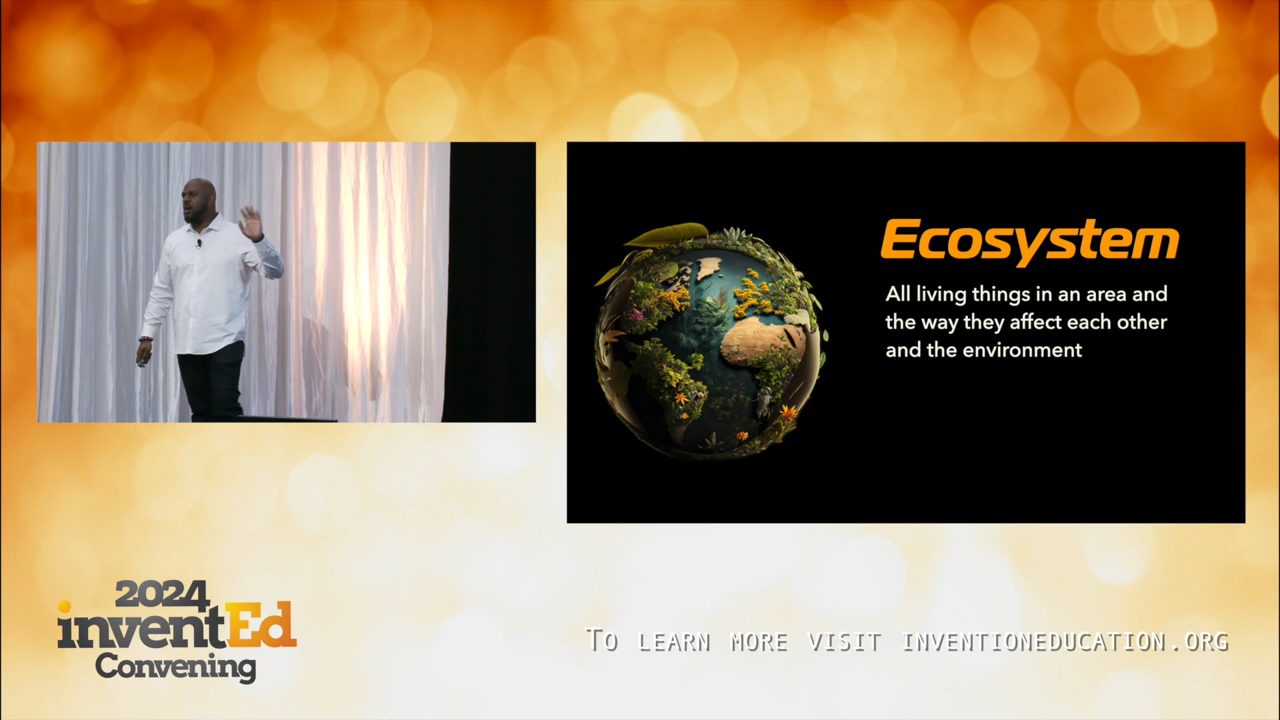 Ecosystem
All living things in an area and
the way they affect each other
and the environment
2024
inventEd
Convening
To learn more visit inventioneducation.org